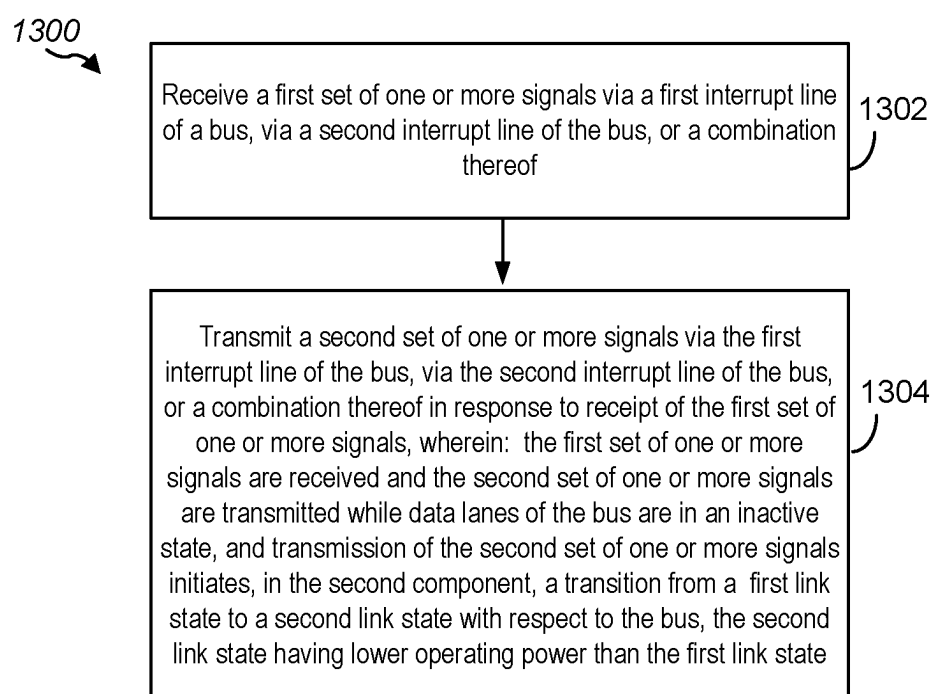 1300
Receive a first set of one or more signals via a first interrupt line
of a bus, via a second interrupt line of the bus, or a combination
thereof
1302
Transmit a second set of one or more signals via the first
interrupt line of the bus, via the second interrupt line of the bus,
or a combination thereof in response to receipt of the first set of
one or more signals, wherein: the first set of one or more
signals are received and the second set of one or more signals
are transmitted while data lanes of the bus are in an inactive
state, and transmission of the second set of one or more signals
initiates, in the second component, a transition from a first link
state to a second link state with respect to the bus, the second
link state having lower operating power than the first link state
1304